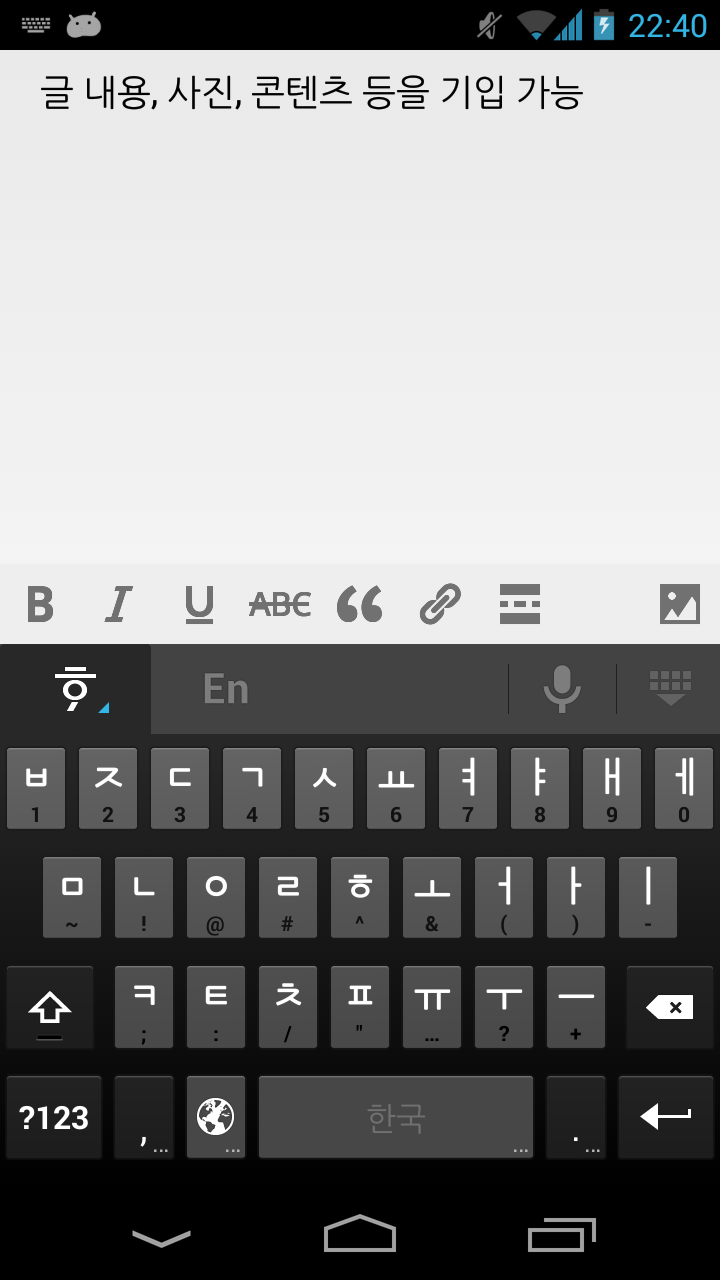 22:40
글 내용, 사진, 콘텐츠 등을 기입 가능
B I U ABC “
ㅎ En
ㅂ ㅈ ㄷ ㄱ ㅅ ㅛ ㅕ ㅑ ㅐ ㅔ
1 2 3 4 5 6 7 8 9 0
ㅁ ㄴ ㅇ ㄹ ㅎ ㅗ ㅓ ㅏ ㅣ
~ ! @ # ^ & ( ) -
ㅋ ㅌ ㅊ ㅍ ㅠ ㅜ ㅡ
; : / " ... ? +
?123 , ... ... 한국 ... . ...